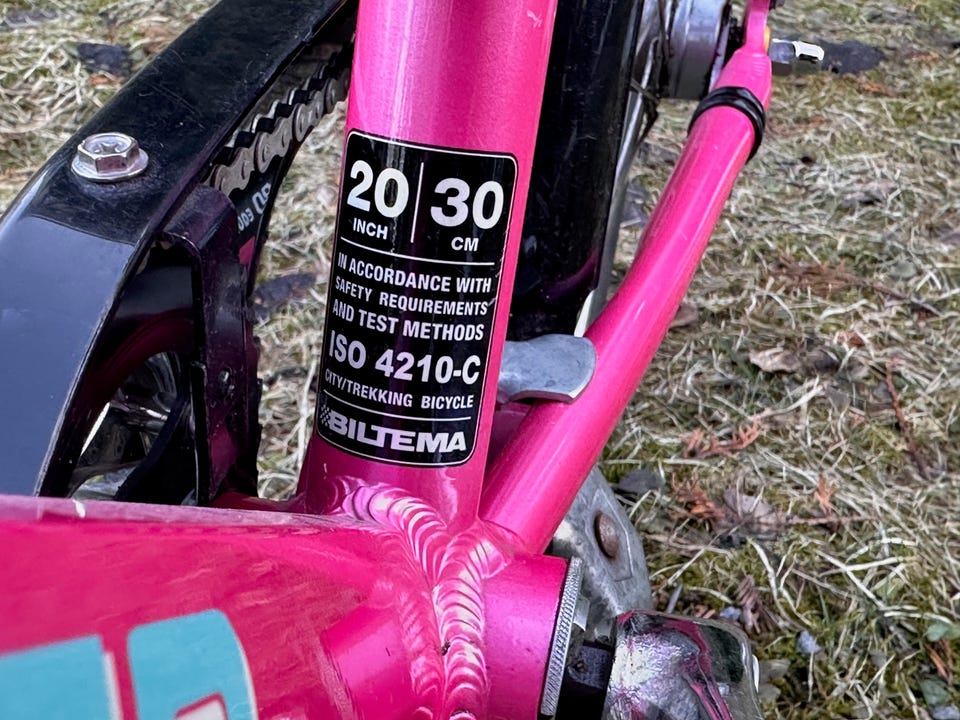 20 | 30
INCH CM
IN ACCORDANCE WITH
SAFETY REQUIREMENTS
AND TEST METHODS
ISO 4210-C
CITY/TREKKING BICYCLE
BILTEMA